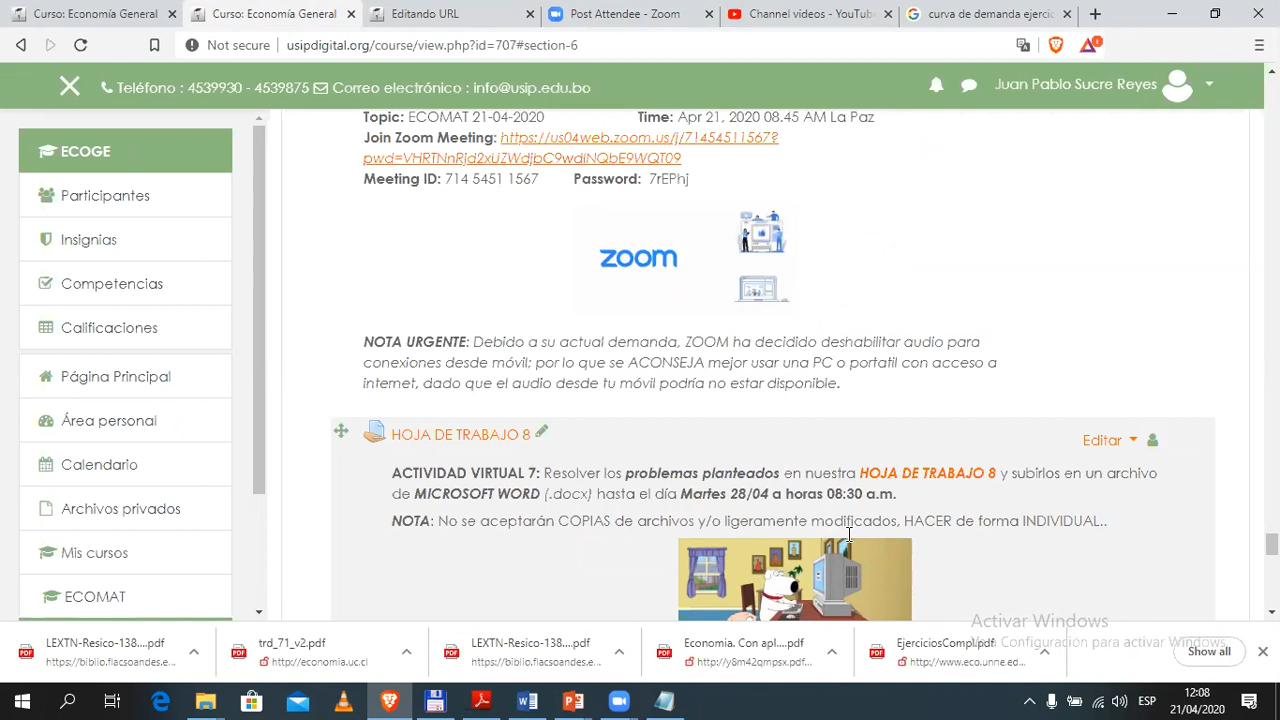 Curso: Economía General
Curso: Economía General
Editando URL
Post Attendee - Zoom
Channel videos - YouTube
curva de demanda ejercic
Not secure
usipdigital.org/course/view.php?id=707#section-6
Teléfono : 4539930 - 4539875 Correo electrónico : info@usip.edu.bo
Juan Pablo Sucre Reyes
ECOGE
Participantes
Insignias
Competencias
Calificaciones
Página Principal
Área personal
Calendario
Archivos privados
Mis cursos
ECOMAT
Topic: ECOMAT 21-04-2020 Time: Apr 21, 2020 08.45 AM La Paz
Join Zoom Meeting: https://us04web.zoom.us/j/71454511567?
pwd=VHRTNnRjd2xUZWdjbC9wdlNQbE9WQT09
Meeting ID: 714 5451 1567 Password: 7rEPhj
zoom
NOTA URGENTE: Debido a su actual demanda, ZOOM ha decidido deshabilitar audio para
conexiones desde móvil; por lo que se ACONSEJA mejor usar una PC o portatil con acceso a
internet, dado que el audio desde tu móvil podría no estar disponible.
HOJA DE TRABAJO 8
Editar
ACTIVIDAD VIRTUAL 7: Resolver los problemas planteados en nuestra HOJA DE TRABAJO 8 y subirlos en un archivo
de MICROSOFT WORD (.docx) hasta el día Martes 28/04 a horas 08:30 a.m.
NOTA: No se aceptarán COPIAS de archivos y/o ligeramente modificados, HACER de forma INDIVIDUAL..
Activar Windows
Ve a Configuración para activar Windows.
LEXTN-Resico-138....pdf
https://biblio.flacsoandes.e...
trd_71_v2.pdf
http://economia.uc.cl
LEXTN-Resico-138....pdf
https://biblio.flacsoandes.e...
Economia. Con apl....pdf
http://y8m42qmpsx.pdf...
EjerciciosCompl.pdf
http://www.eco.unne.ed...
Show all
ESP
12:08
21/04/2020